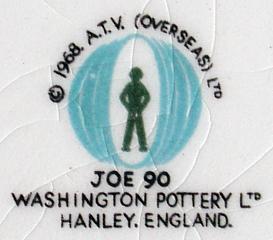 © 1968. A.T.V. (OVERSEAS) LTD
JOE 90
WASHINGTON POTTERY LTD
HANLEY. ENGLAND.